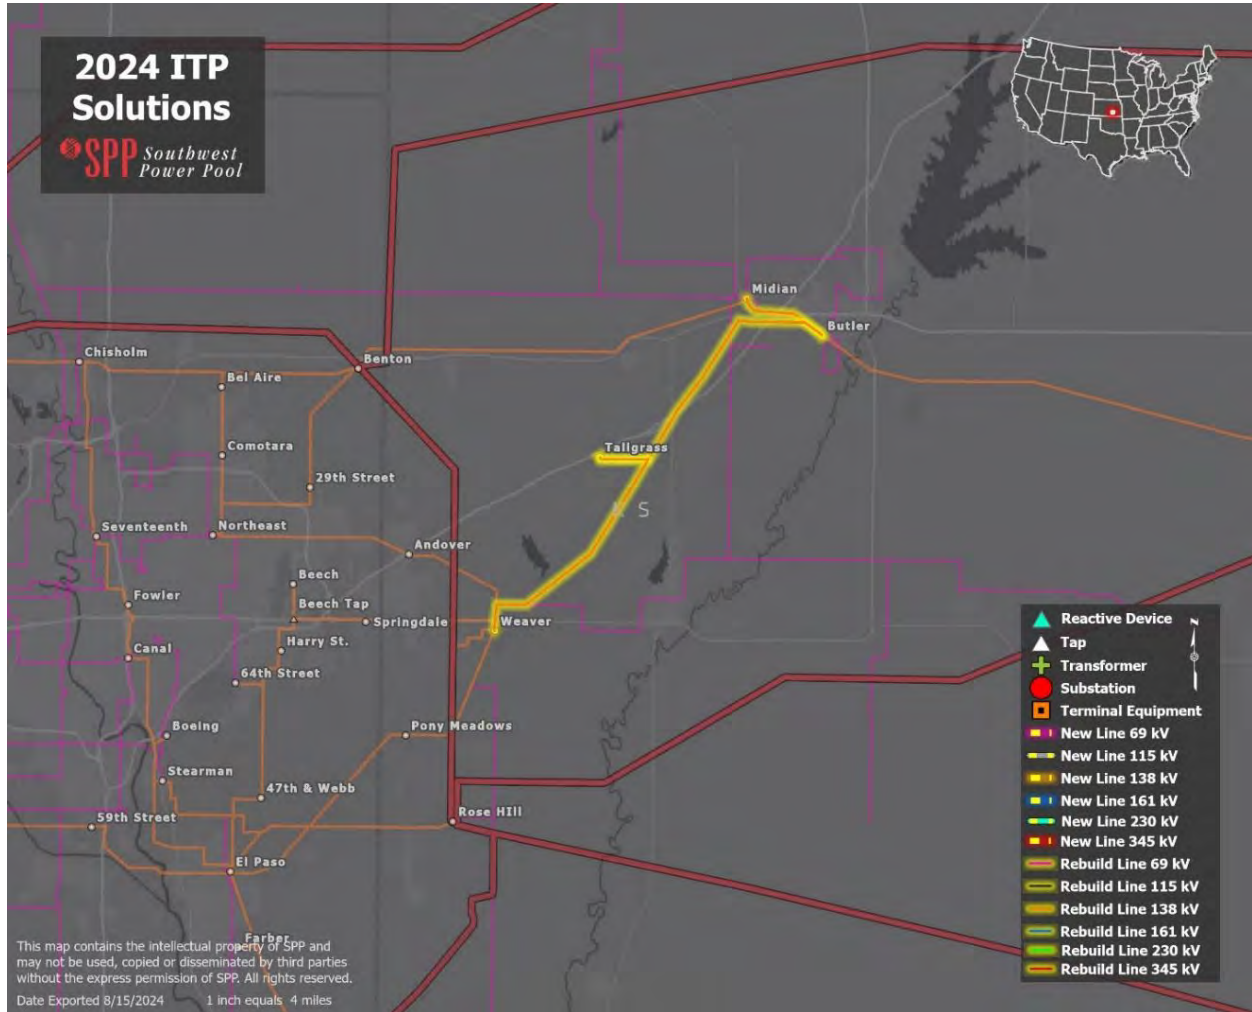 2024 ITP
Solutions
SPP Southwest
Power Pool
Midian
Butler
Chisholm
Benton
Bel Aire
Tallgrass
Comotara
29th Street
A S
Seventeenth
Northeast
Andover
Beech
Fowler
Beech Tap
Springdale
Weaver
Harry St.
Canal
64th Street
Boeing
Pony Meadows
Stearman
47th & Webb
59th Street
Rose HIll
El Paso
Farber
N
Reactive Device
Tap
Transformer
Substation
Terminal Equipment
New Line 69 kV
New Line 115 kV
New Line 138 kV
New Line 161 kV
New Line 230 kV
New Line 345 kV
Rebuild Line 69 kV
Rebuild Line 115 kV
Rebuild Line 138 kV
Rebuild Line 161 kV
Rebuild Line 230 kV
Rebuild Line 345 kV
This map contains the intellectual property of SPP and
may not be used, copied or disseminated by third parties
without the express permission of SPP. All rights reserved.
Date Exported 8/15/2024 1 inch equals 4 miles